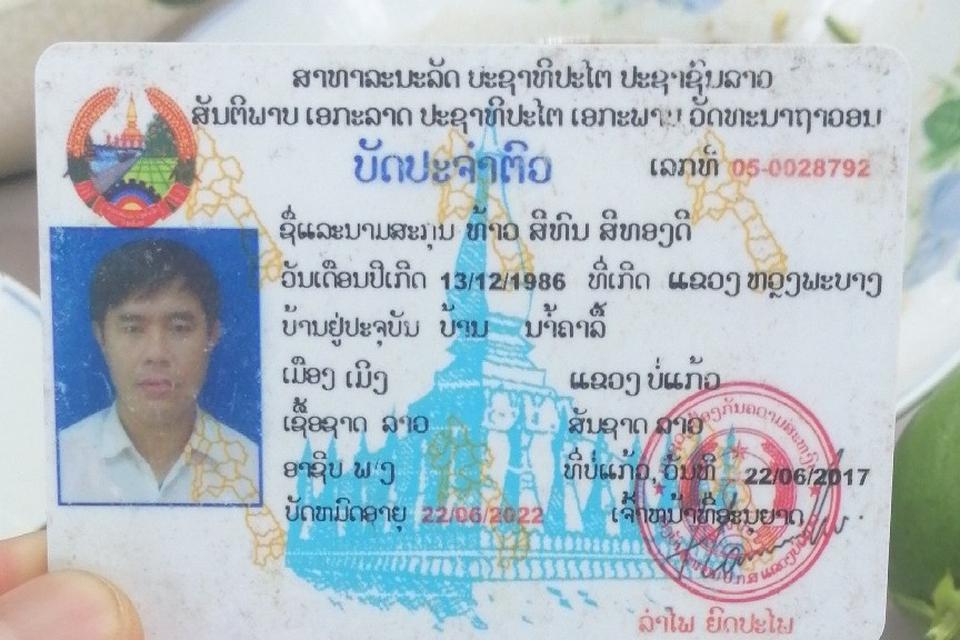 ສາທາລະນະລັດ ປະຊາທິປະໄຕ ປະຊາຊົນລາວ
ສັນຕິພາບ ເອກະລາດ ປະຊາທິປະໄຕ ເອກະພາບ ວັດທະນາຖາວອນ
ບັດປະຈຳຕົວ ເລກທີ 05-0028792
ຊື່ແລະນາມສະກຸນ ທ້າວ ສີທົນ ສີທອງດີ
ວັນເດືອນປີເກີດ 13/12/1986 ທີ່ເກີດ ແຂວງ ຫຼວງພະບາງ
ບ້ານຢູ່ປະຈຸບັນ ບ້ານ ນ້ຳຄາລື້
ເມືອງ ເມິງ ແຂວງ ບໍ່ແກ້ວ
ເຊື້ອຊາດ ລາວ ສັນຊາດ ລາວ
ອາຊິບ ທີ່ບໍ່ແກ້ວ, ວັນທີ 22/06/2017
ບັດຫມົດອາຍຸ 22/06/2022 ເຈົ້າຫນ້າທີ່ອະນຸຍາດ
ລຳໄພ ຍົດປະໄພ